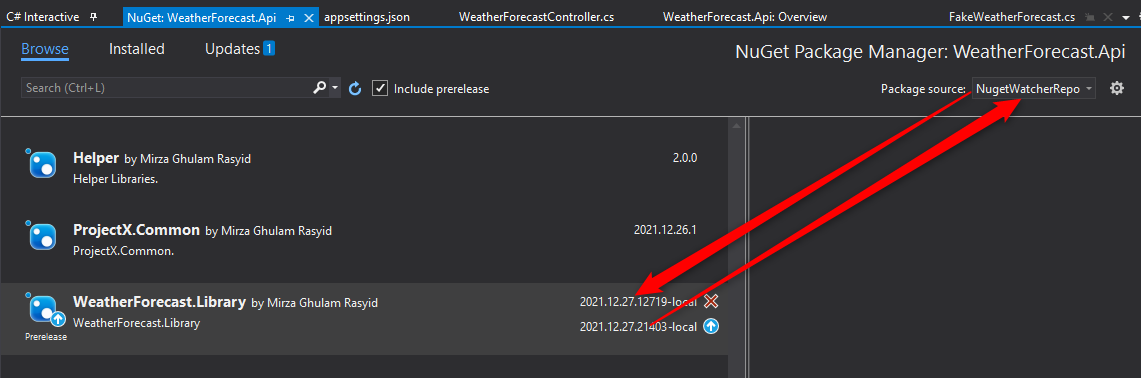 C# Interactive NuGet: WeatherForecast.Api appsettings.json WeatherForecastController.cs WeatherForecast.Api: Overview FakeWeatherForecast.cs
Browse Installed Updates 1 NuGet Package Manager: WeatherForecast.Api
Search (Ctrl+L) Include prerelease Package source: NugetWatcherRepo
Helper by Mirza Ghulam Rasyid 2.0.0
Helper Libraries.
ProjectX.Common by Mirza Ghulam Rasyid 2021.12.26.1
ProjectX.Common.
WeatherForecast.Library by Mirza Ghulam Rasyid 2021.12.27.12719-local
WeatherForecast.Library 2021.12.27.21403-local
Prerelease